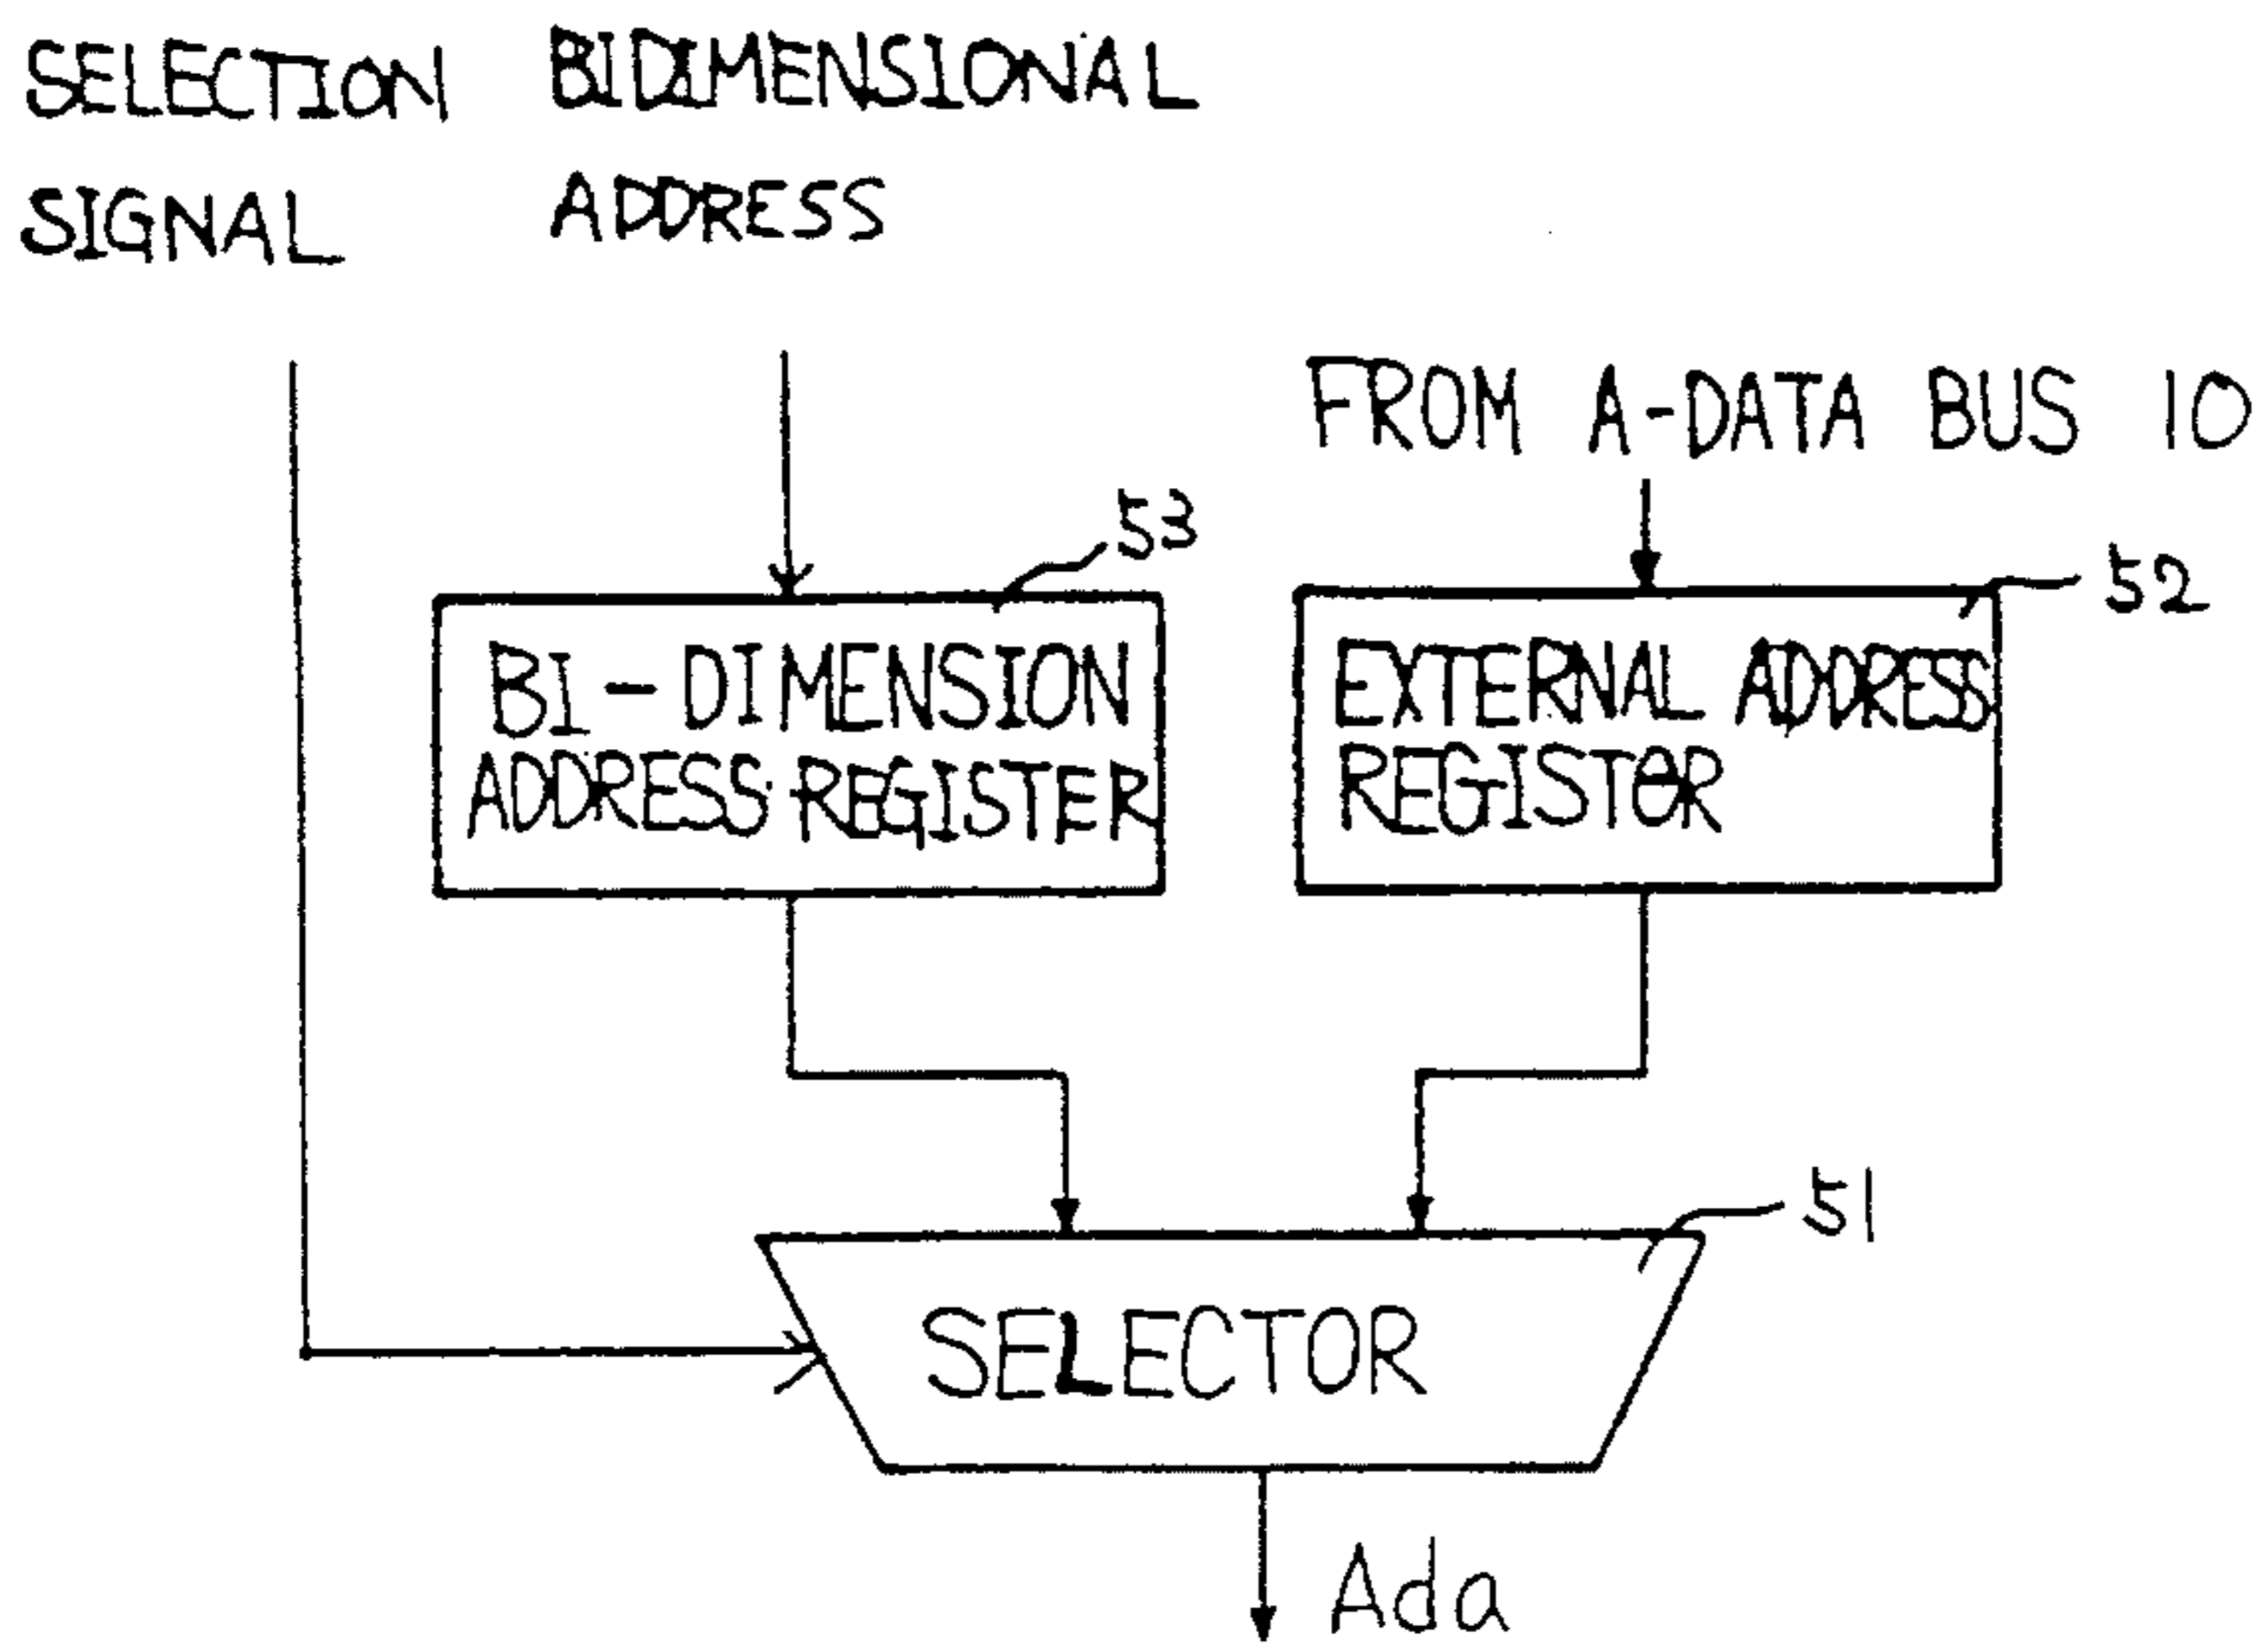 SELECTION
SIGNAL
BIDIMENSIONAL
ADDRESS
FROM A-DATA BUS 10
53
52
BI-DIMENSION
ADDRESS REGISTER
EXTERNAL ADDRESS
REGISTER
51
SELECTOR
Ada